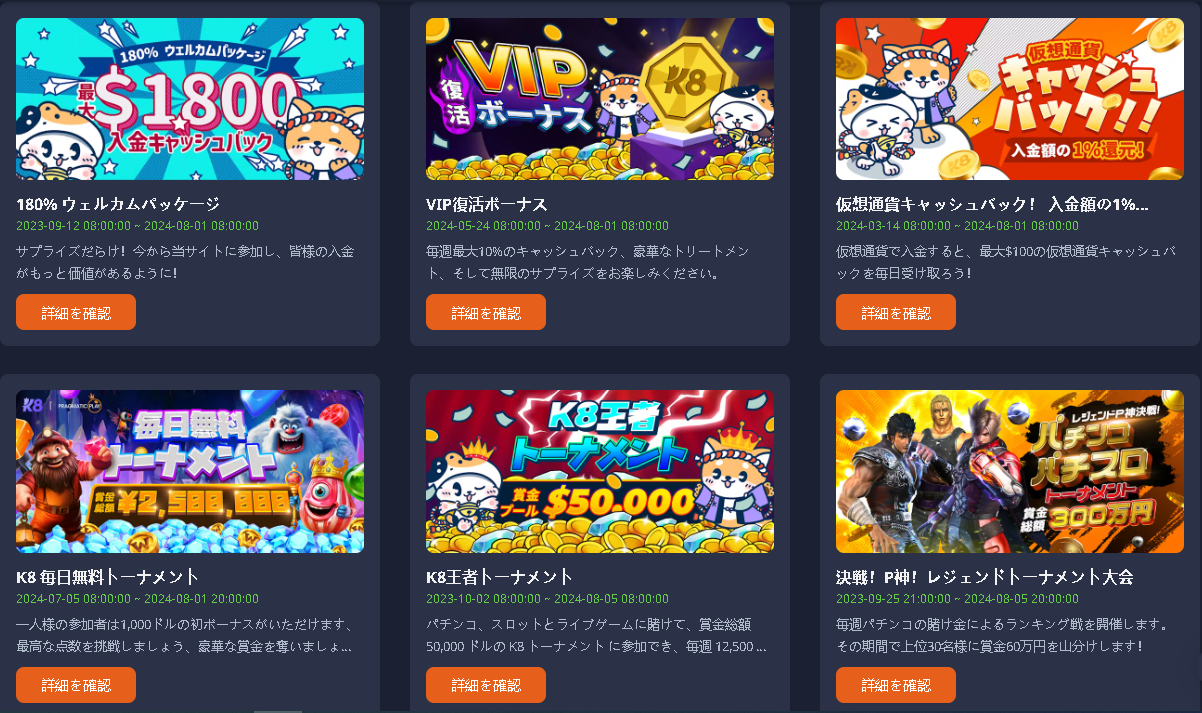 180% ウェルカムパッケージ
最大
$1800
入金キャッシュバック
180% ウェルカムパッケージ
2023-09-12 08:00:00 ~ 2024-08-01 08:00:00
サプライズだらけ！今から当サイトに参加し、皆様の入金
がもっと価値があるように！
詳細を確認
VIP
復活
ボーナス
K8
VIP復活ボーナス
2024-05-24 08:00:00 ~ 2024-08-01 08:00:00
毎週最大10%のキャッシュバック、豪華なトリートメン
ト、そして無限のサプライズをお楽しみください。
詳細を確認
仮想通貨
キャッシュ
バック!!
入金額の1%還元!
K8
仮想通貨キャッシュバック！ 入金額の1%...
2024-03-14 08:00:00 ~ 2024-08-01 08:00:00
仮想通貨で入金すると、最大$100の仮想通貨キャッシュバ
ックを毎日受け取ろう！
詳細を確認
K8 | PRAGMATIC PLAY
毎日無料
トーナメント
賞金総額 ¥2,500,000
K8 毎日無料トーナメント
2024-07-05 08:00:00 ~ 2024-08-01 20:00:00
一人様の参加者は1,000ドルの初ボーナスがいただけます、
最高な点数を挑戦しましょう、豪華な賞金を奪いましょ...
詳細を確認
K8王者
トーナメント
賞金プール $50.000
K8王者トーナメント
2023-10-02 08:00:00 ~ 2024-08-05 08:00:00
パチンコ、スロットとライブゲームに賭けて、賞金総額
50,000 ドルの K8 トーナメント に参加でき、毎週 12,500 ...
詳細を確認
レジェンドP神決戦!
パチンコ
パチスロ
トーナメント
賞金総額 300万円
決戦！P神！レジェンドトーナメント大会
2023-09-25 21:00:00 ~ 2024-08-05 20:00:00
毎週パチンコの賭け金によるランキング戦を開催します。
その期間で上位30名様に賞金60万円を山分けします！
詳細を確認